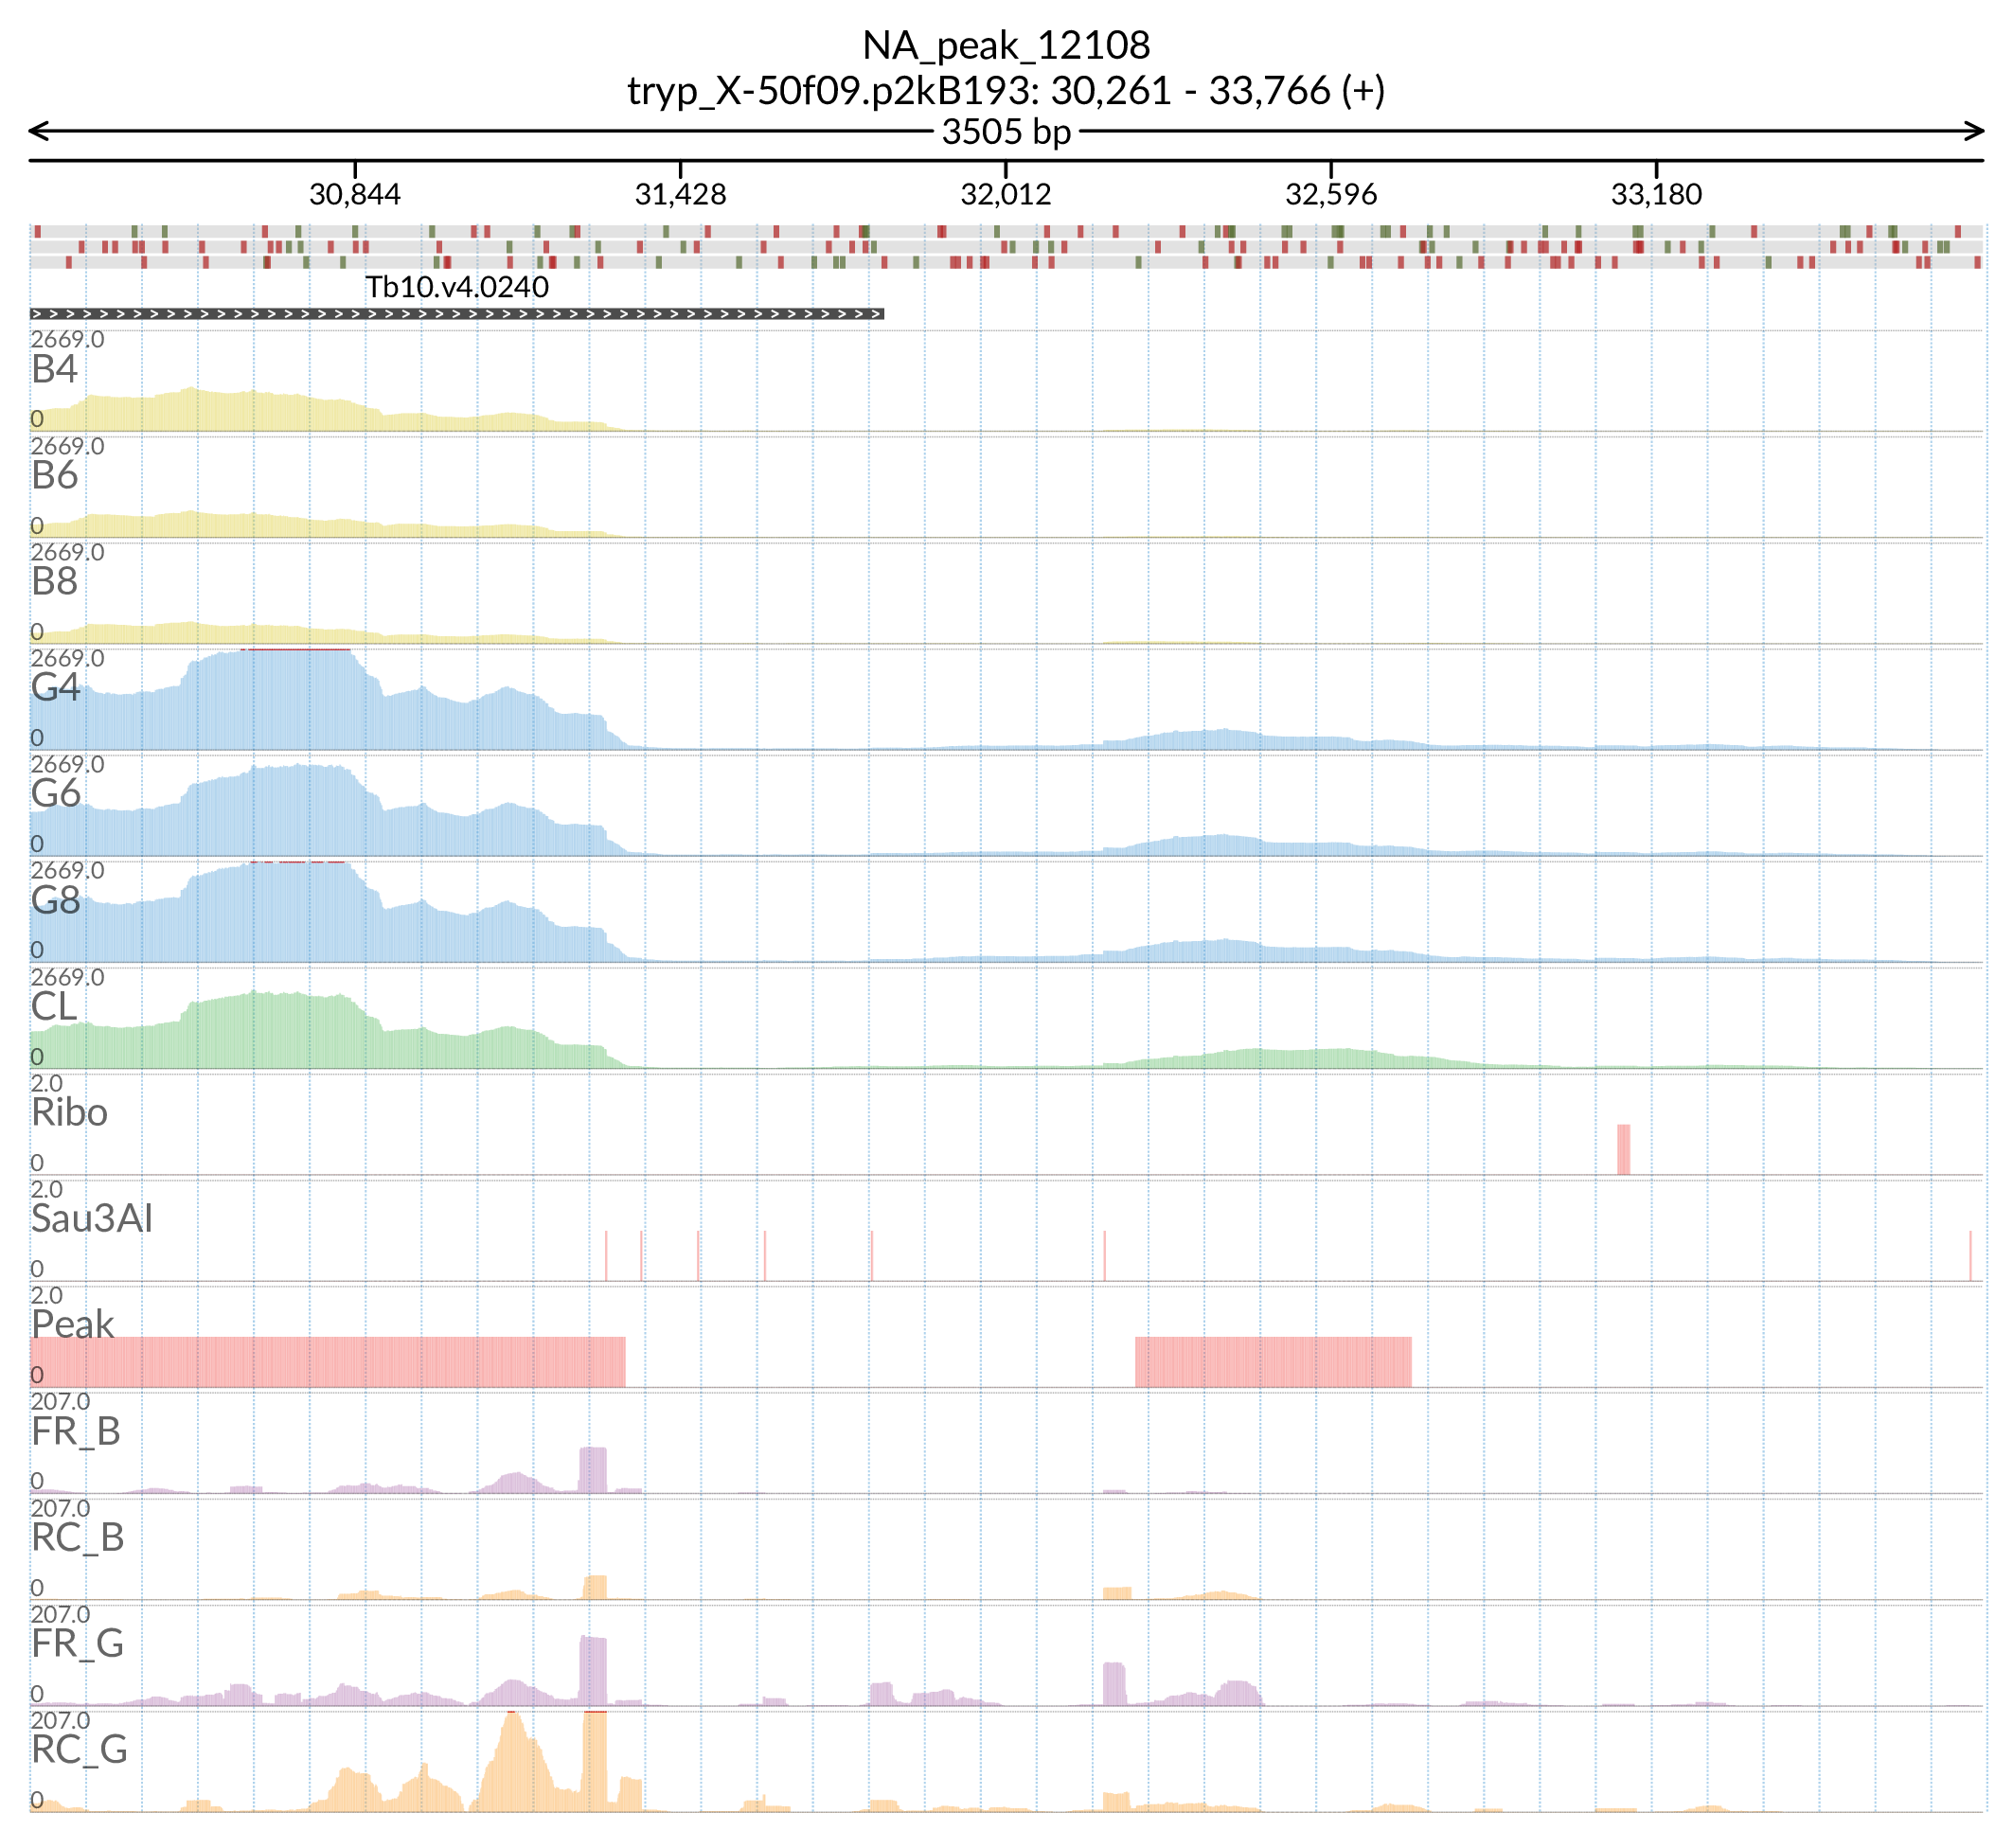 NA_peak_12108
tryp_X-50f09.p2kB193: 30,261 - 33,766 (+)
3505 bp
30,844 31,428 32,012 32,596 33,180
Tb10.v4.0240
2669.0
B4
0
2669.0
B6
0
2669.0
B8
0
2669.0
G4
0
2669.0
G6
0
2669.0
G8
0
2669.0
CL
0
2.0
Ribo
0
2.0
Sau3AI
0
2.0
Peak
0
207.0
FR_B
0
207.0
RC_B
0
207.0
FR_G
0
207.0
RC_G
0